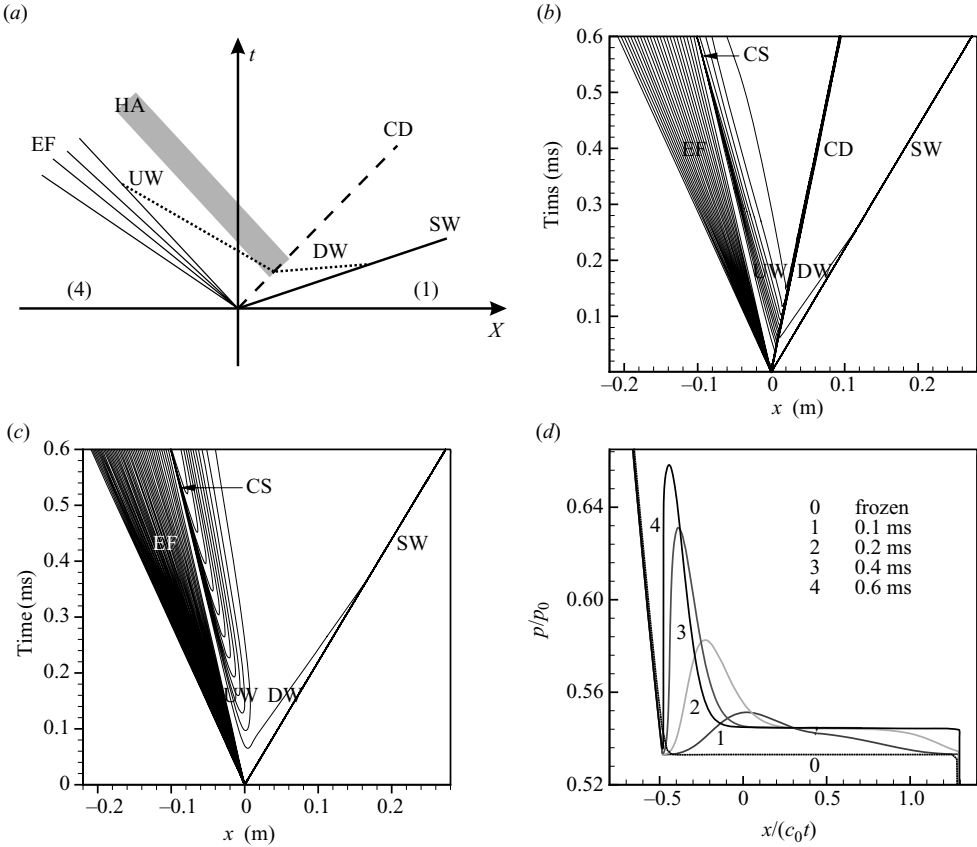 (a)
t
HA
EF
UW
CD
SW
DW
(4)
(1)
X
(b)
0.6
0.5
0.4
0.3
0.2
0.1
Tims (ms)
CS
EF
CD
SW
UW
DW
−0.2
−0.1
0
0.1
0.2
x (m)
(c)
0.6
0.5
0.4
0.3
0.2
0.1
0
Time (ms)
CS
EF
SW
UW
DW
−0.2
−0.1
0
0.1
0.2
x (m)
(d)
0.64
0.60
0.56
0.52
p/p0
0 frozen
1 0.1 ms
2 0.2 ms
3 0.4 ms
4 0.6 ms
4
3
2
1
0
−0.5
0
0.5
1.0
x/(c0t)